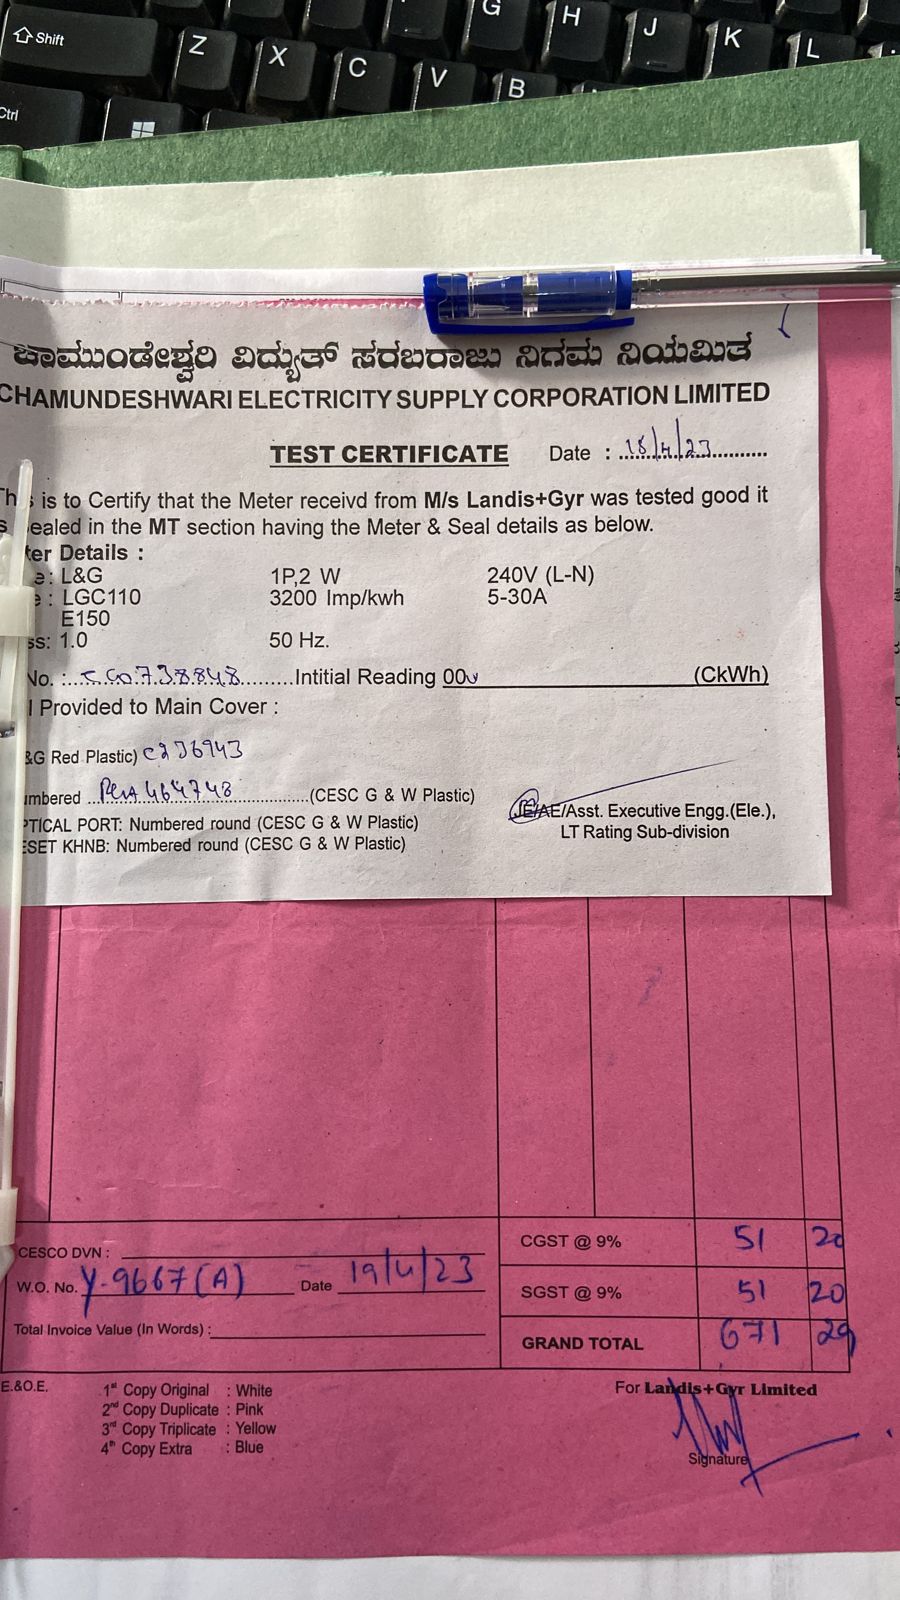 Shift
Z X C V B G H J K L
Ctrl
ಚಾಮುಂಡೇಶ್ವರಿ ವಿದ್ಯುತ್ ಸರಬರಾಜು ನಿಗಮ ನಿಯಮಿತ
CHAMUNDESHWARI ELECTRICITY SUPPLY CORPORATION LIMITED
TEST CERTIFICATE Date : 18/4/23
is to Certify that the Meter receivd from M/s Landis+Gyr was tested good it
ealed in the MT section having the Meter & Seal details as below.
ter Details :
e: L&G 1P,2 W 240V (L-N)
e: LGC110 3200 Imp/kwh 5-30A
E150
ss: 1.0 50 Hz.
No. : 738848 Intitial Reading 00 (CkWh)
l Provided to Main Cover :
&G Red Plastic)
mbered 464748 (CESC G & W Plastic)
JE/AE/Asst. Executive Engg.(Ele.),
PTICAL PORT: Numbered round (CESC G & W Plastic)
LT Rating Sub-division
ESET KHNB: Numbered round (CESC G & W Plastic)
CGST @ 9% 51 20
CESCO DVN :
W.O. No. Y-9667(A) Date 19/4/23
SGST @ 9% 51 20
Total Invoice Value (In Words) :
GRAND TOTAL 671 29
E.&O.E.
1st Copy Original : White
2nd Copy Duplicate : Pink
3rd Copy Triplicate : Yellow
4th Copy Extra : Blue
For Landis+Gyr Limited
Signature